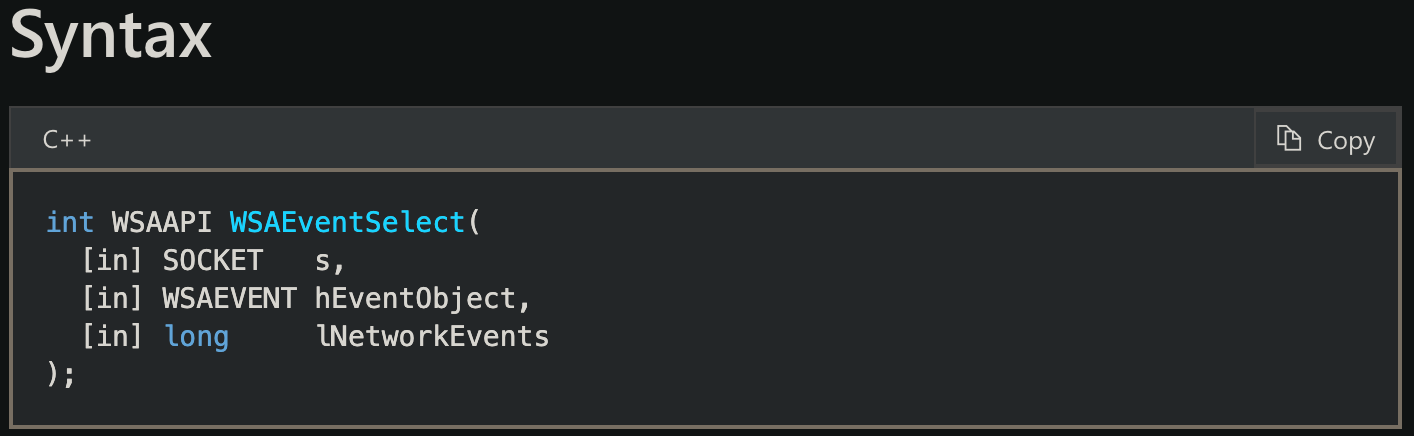 Syntax
C++
Copy
int WSAAPI WSAEventSelect(
  [in] SOCKET   s,
  [in] WSAEVENT hEventObject,
  [in] long     lNetworkEvents
);